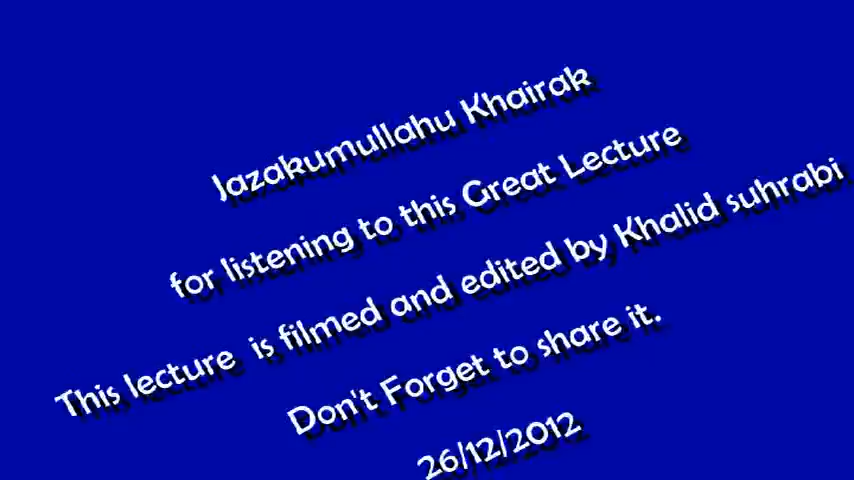 Jazakumullahu Khairak
for listening to this Great Lecture
This lecture is filmed and edited by Khalid suhrabi
Don't Forget to share it.
26/12/2012